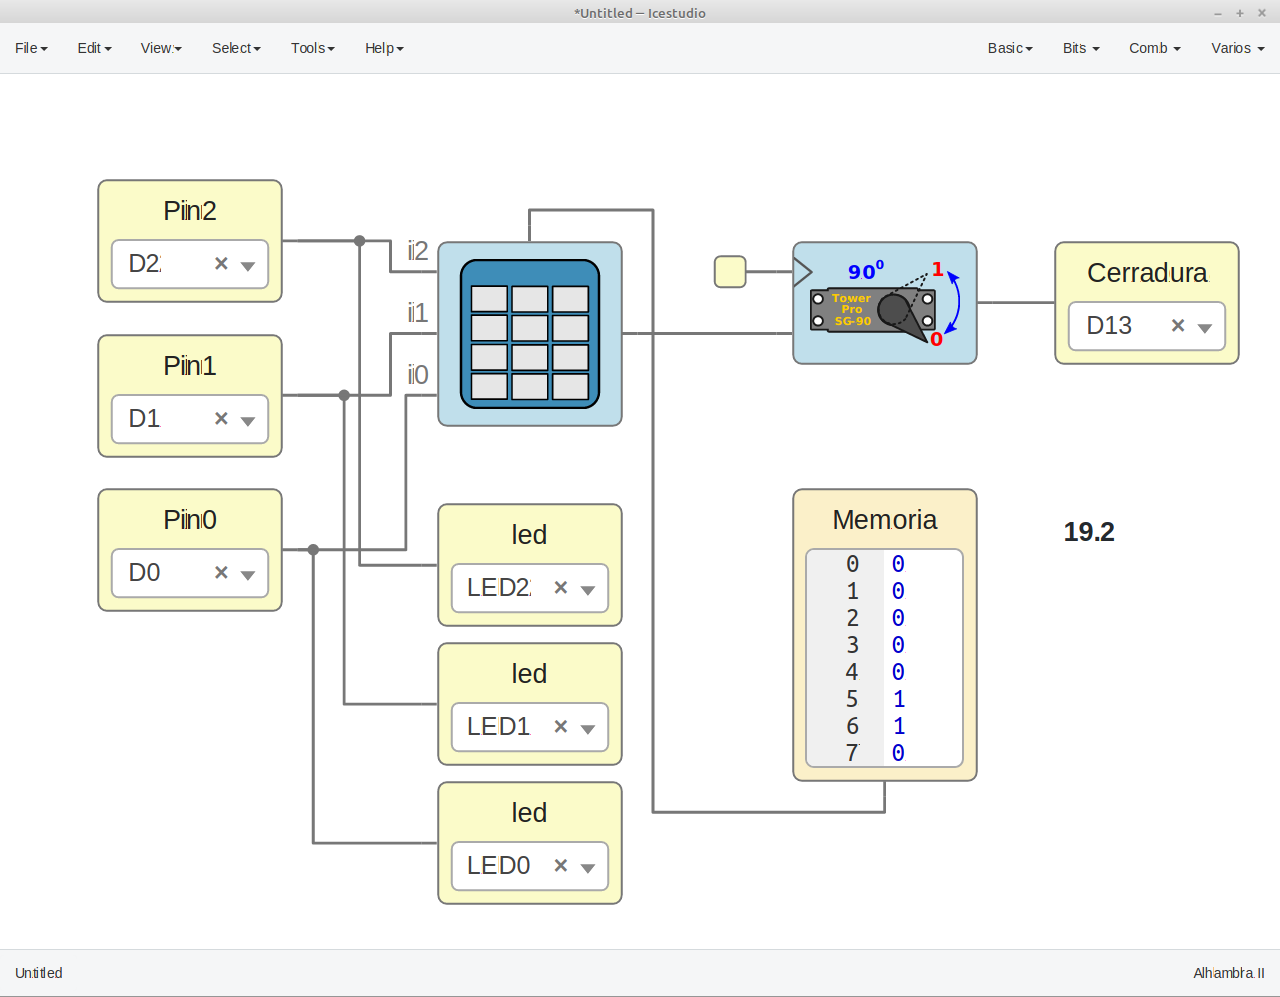 *Untitled – Icestudio
File Edit View Select Tools Help Basic Bits Comb Varios
Pin2
D2
Pin1
D1
Pin0
D0
i2
i1
i0
90⁰
1
Tower
Pro
SG-90
0
Cerradura
D13
led
LED2
led
LED1
led
LED0
Memoria
0 0
1 0
2 0
3 0
4 0
5 1
6 1
7 0
19.2
Untitled Alhambra II